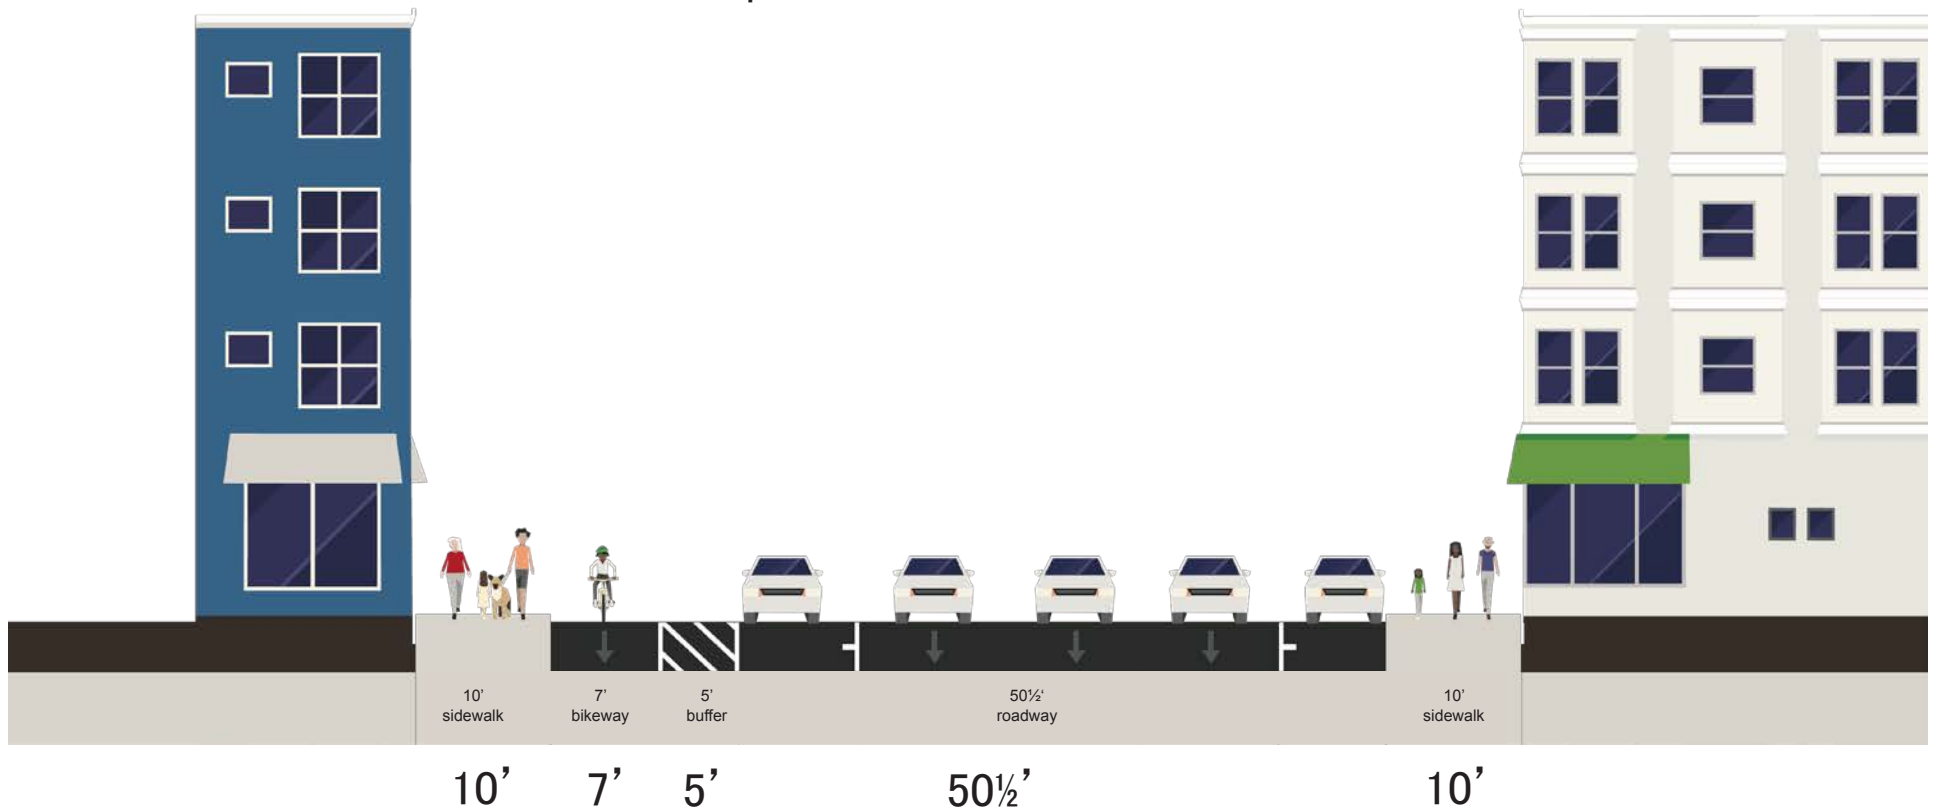 10'
sidewalk
7'
bikeway
5'
buffer
50½‘
roadway
10'
sidewalk
10’
7’
5’
50½’
10’